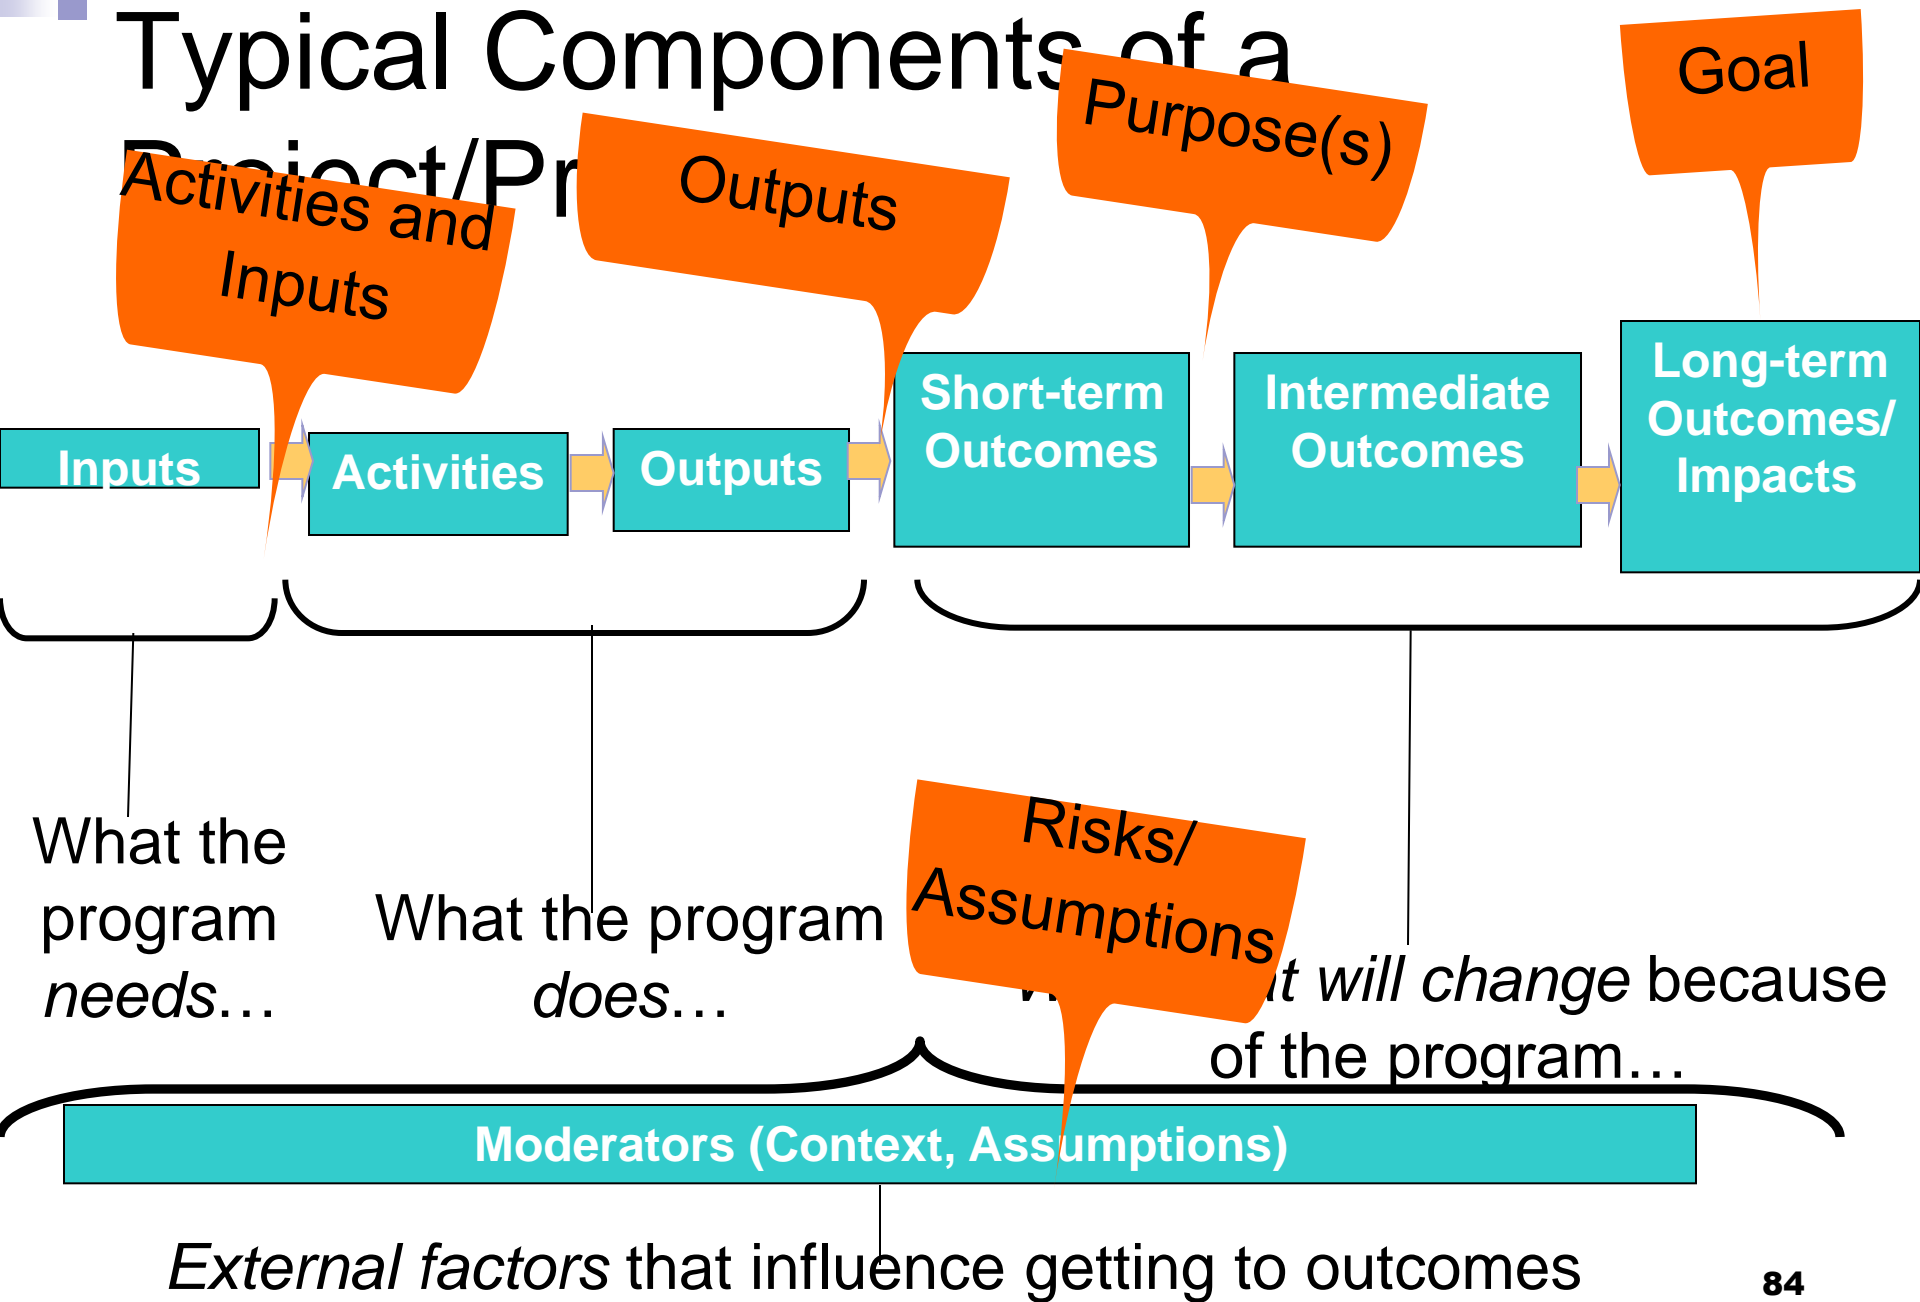 Typical Components of a
Project/Pr
Goal
Purpose(s)
Outputs
Activities and
Inputs
Inputs
Activities
Outputs
Short-term
Outcomes
Intermediate
Outcomes
Long-term
Outcomes/
Impacts
What the
program
needs…
What the program
does…
Risks/
Assumptions
will change because
of the program…
Moderators (Context, Assumptions)
External factors that influence getting to outcomes
84